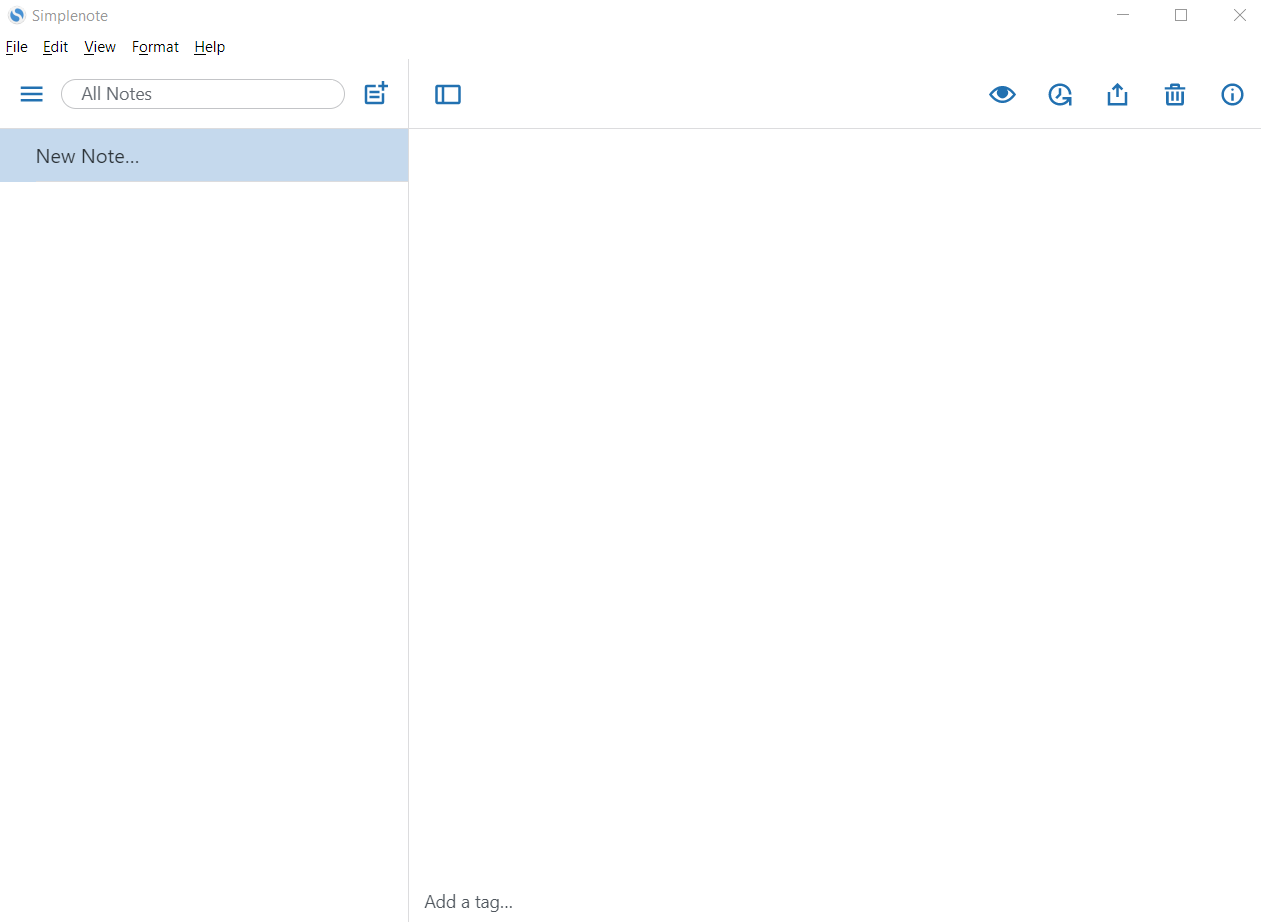 Simplenote
File Edit View Format Help
All Notes
New Note...
Add a tag...